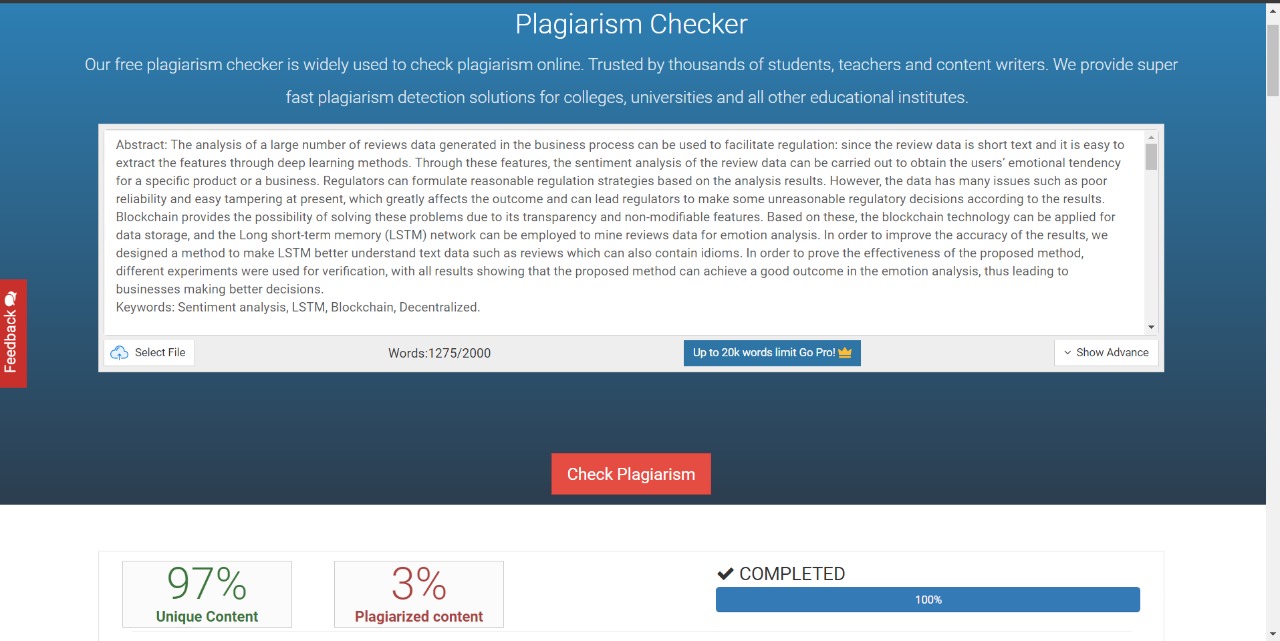 Plagiarism Checker
Our free plagiarism checker is widely used to check plagiarism online. Trusted by thousands of students, teachers and content writers. We provide super
fast plagiarism detection solutions for colleges, universities and all other educational institutes.
Abstract: The analysis of a large number of reviews data generated in the business process can be used to facilitate regulation: since the review data is short text and it is easy to
extract the features through deep learning methods. Through these features, the sentiment analysis of the review data can be carried out to obtain the users' emotional tendency
for a specific product or a business. Regulators can formulate reasonable regulation strategies based on the analysis results. However, the data has many issues such as poor
reliability and easy tampering at present, which greatly affects the outcome and can lead regulators to make some unreasonable regulatory decisions according to the results.
Blockchain provides the possibility of solving these problems due to its transparency and non-modifiable features. Based on these, the blockchain technology can be applied for
data storage, and the Long short-term memory (LSTM) network can be employed to mine reviews data for emotion analysis. In order to improve the accuracy of the results, we
designed a method to make LSTM better understand text data such as reviews which can also contain idioms. In order to prove the effectiveness of the proposed method,
different experiments were used for verification, with all results showing that the proposed method can achieve a good outcome in the emotion analysis, thus leading to
businesses making better decisions.
Keywords: Sentiment analysis, LSTM, Blockchain, Decentralized.
Select File
Words:1275/2000
Up to 20k words limit Go Pro!
Show Advance
Feedback
Check Plagiarism
97%
Unique Content
3%
Plagiarized content
COMPLETED
100%